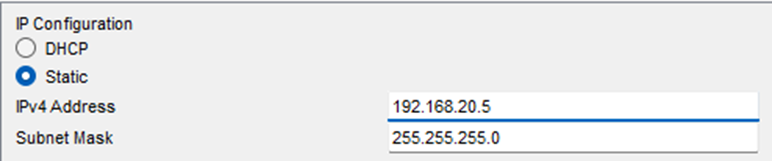 IP Configuration
DHCP
Static
IPv4 Address 192.168.20.5
Subnet Mask 255.255.255.0